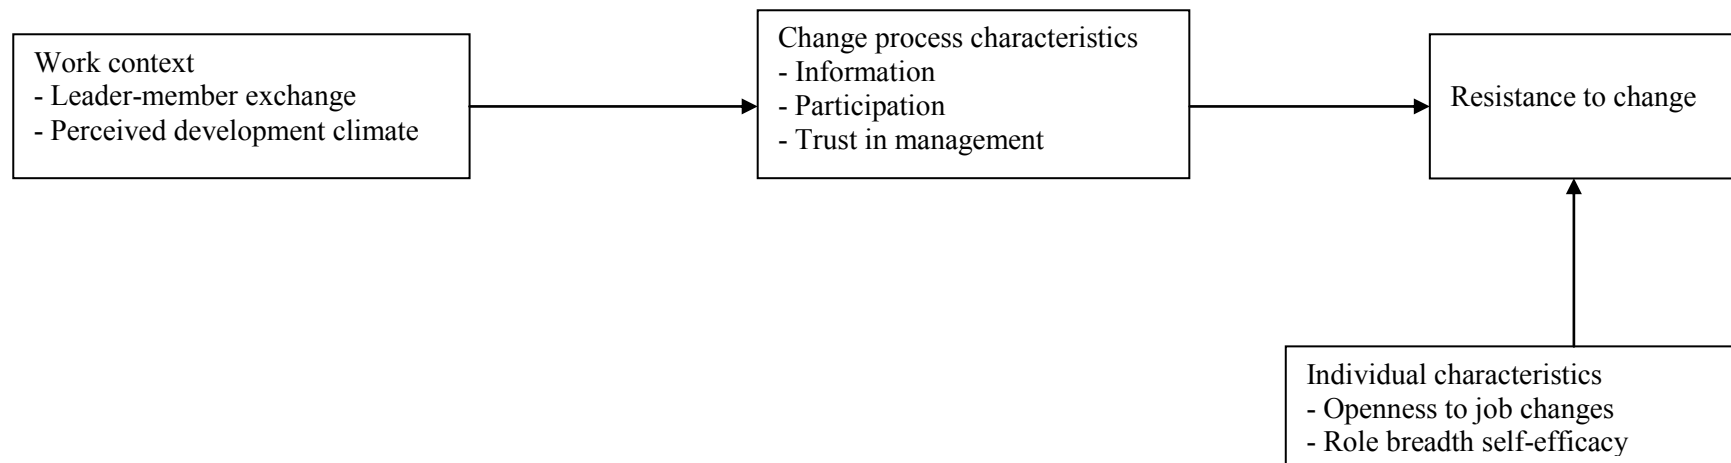 Work context
- Leader-member exchange
- Perceived development climate
Change process characteristics
- Information
- Participation
- Trust in management
Resistance to change
Individual characteristics
- Openness to job changes
- Role breadth self-efficacy